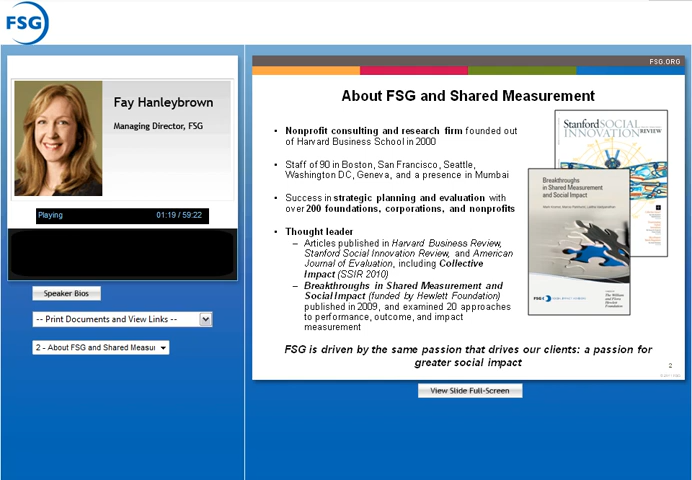 FSG
Fay Hanleybrown
Managing Director, FSG
Playing
01:19 / 59:22
Speaker Bios
-- Print Documents and View Links --
2 - About FSG and Shared Measu
FSG.ORG
About FSG and Shared Measurement
• Nonprofit consulting and research firm founded out
of Harvard Business School in 2000
• Staff of 90 in Boston, San Francisco, Seattle,
Washington DC, Geneva, and a presence in Mumbai
• Success in strategic planning and evaluation with
over 200 foundations, corporations, and nonprofits
• Thought leader
– Articles published in Harvard Business Review,
Stanford Social Innovation Review, and American
Journal of Evaluation, including Collective
Impact (SSIR 2010)
– Breakthroughs in Shared Measurement and
Social Impact (funded by Hewlett Foundation)
published in 2009, and examined 20 approaches
to performance, outcome, and impact
measurement
Stanford SOCIAL
INNOVATION REVIEW
Breakthroughs
in Shared Measurement
and Social Impact
FSG
FSG is driven by the same passion that drives our clients: a passion for
greater social impact
2
View Slide Full-Screen